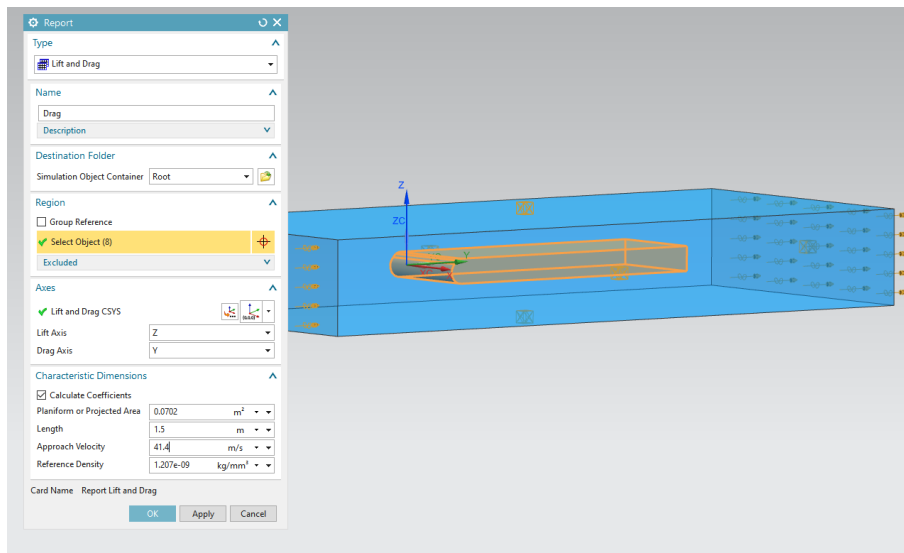 Report
Type
Lift and Drag
Name
Drag
Description
Destination Folder
Simulation Object Container Root
Region
Group Reference
Select Object (8)
Excluded
Axes
Lift and Drag CSYS
Lift Axis Z
Drag Axis Y
Characteristic Dimensions
Calculate Coefficients
Planiform or Projected Area 0.0702 m²
Length 1.5 m
Approach Velocity 41.4 m/s
Reference Density 1.207e-09 kg/mm³
Card Name Report Lift and Drag
OK Apply Cancel
Z
ZC
Y